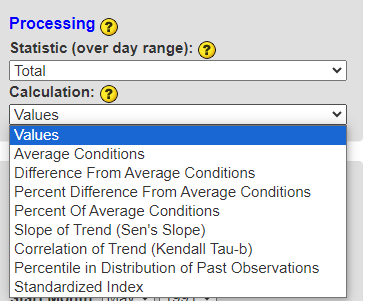 Processing ?
Statistic (over day range): ?
Total
Calculation: ?
Values
Values
Average Conditions
Difference From Average Conditions
Percent Difference From Average Conditions
Percent Of Average Conditions
Slope of Trend (Sen's Slope)
Correlation of Trend (Kendall Tau-b)
Percentile in Distribution of Past Observations
Standardized Index